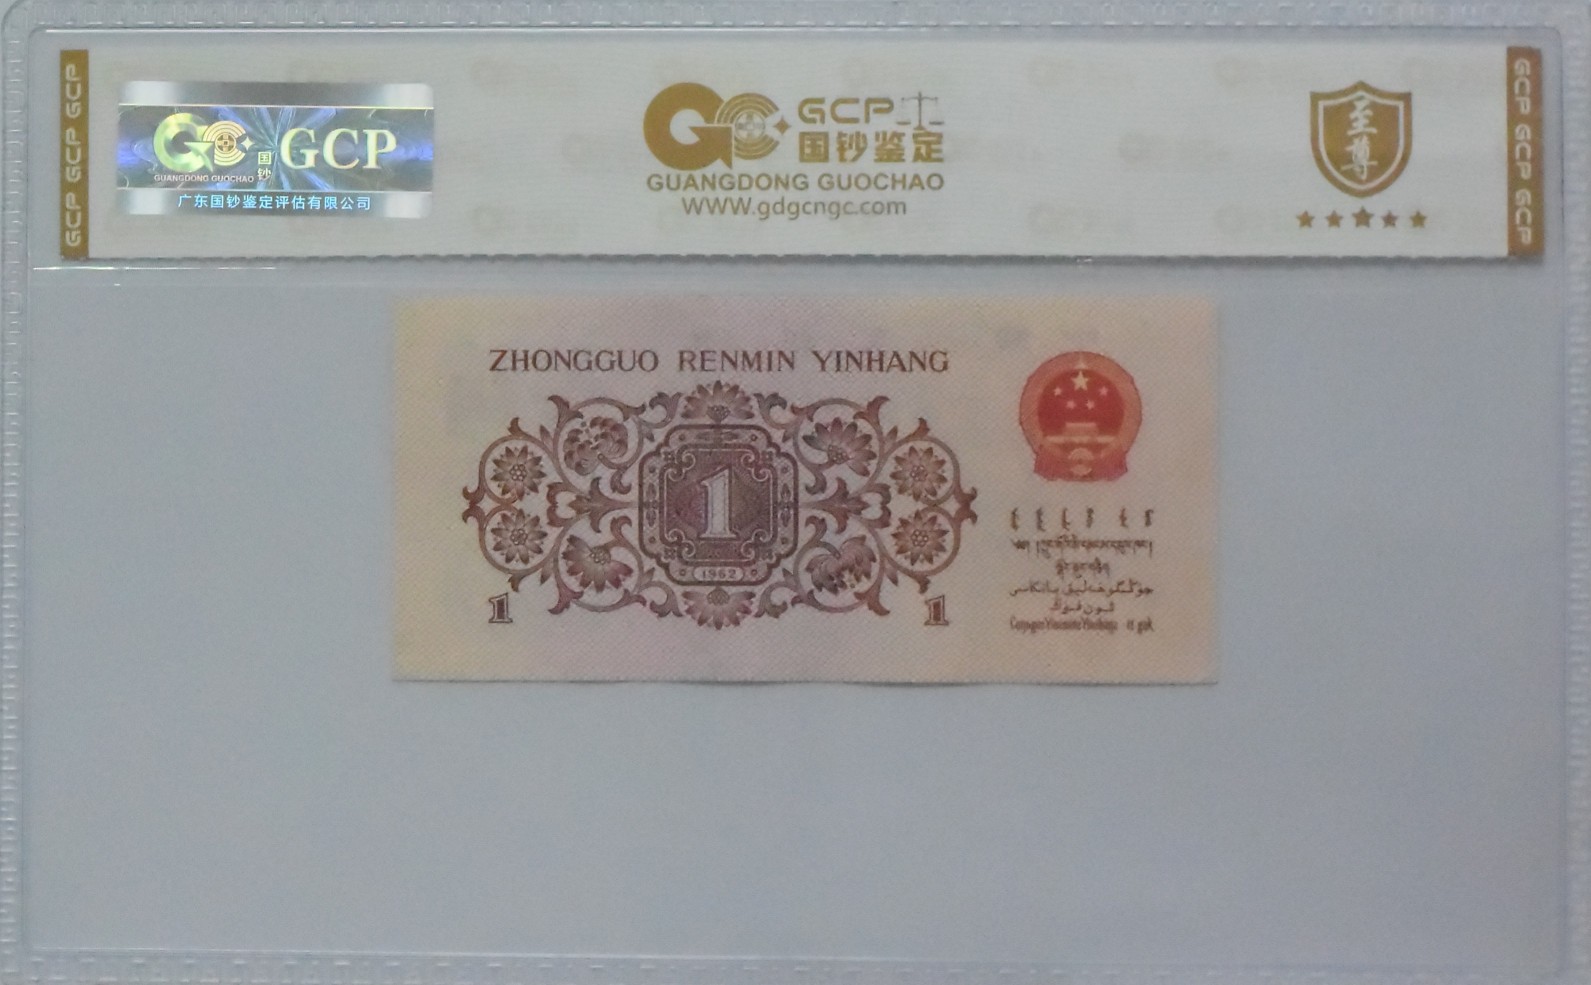 GCP GCP GCP
国钞
GCP
GUANGDONG GUOCHAO
广东国钞鉴定评估有限公司
GCP
国钞鉴定
GUANGDONG GUOCHAO
WWW.gdgcngc.com
至尊
GCP GCP GCP
ZHONGGUO RENMIN YINHANG
1
1962
1
1